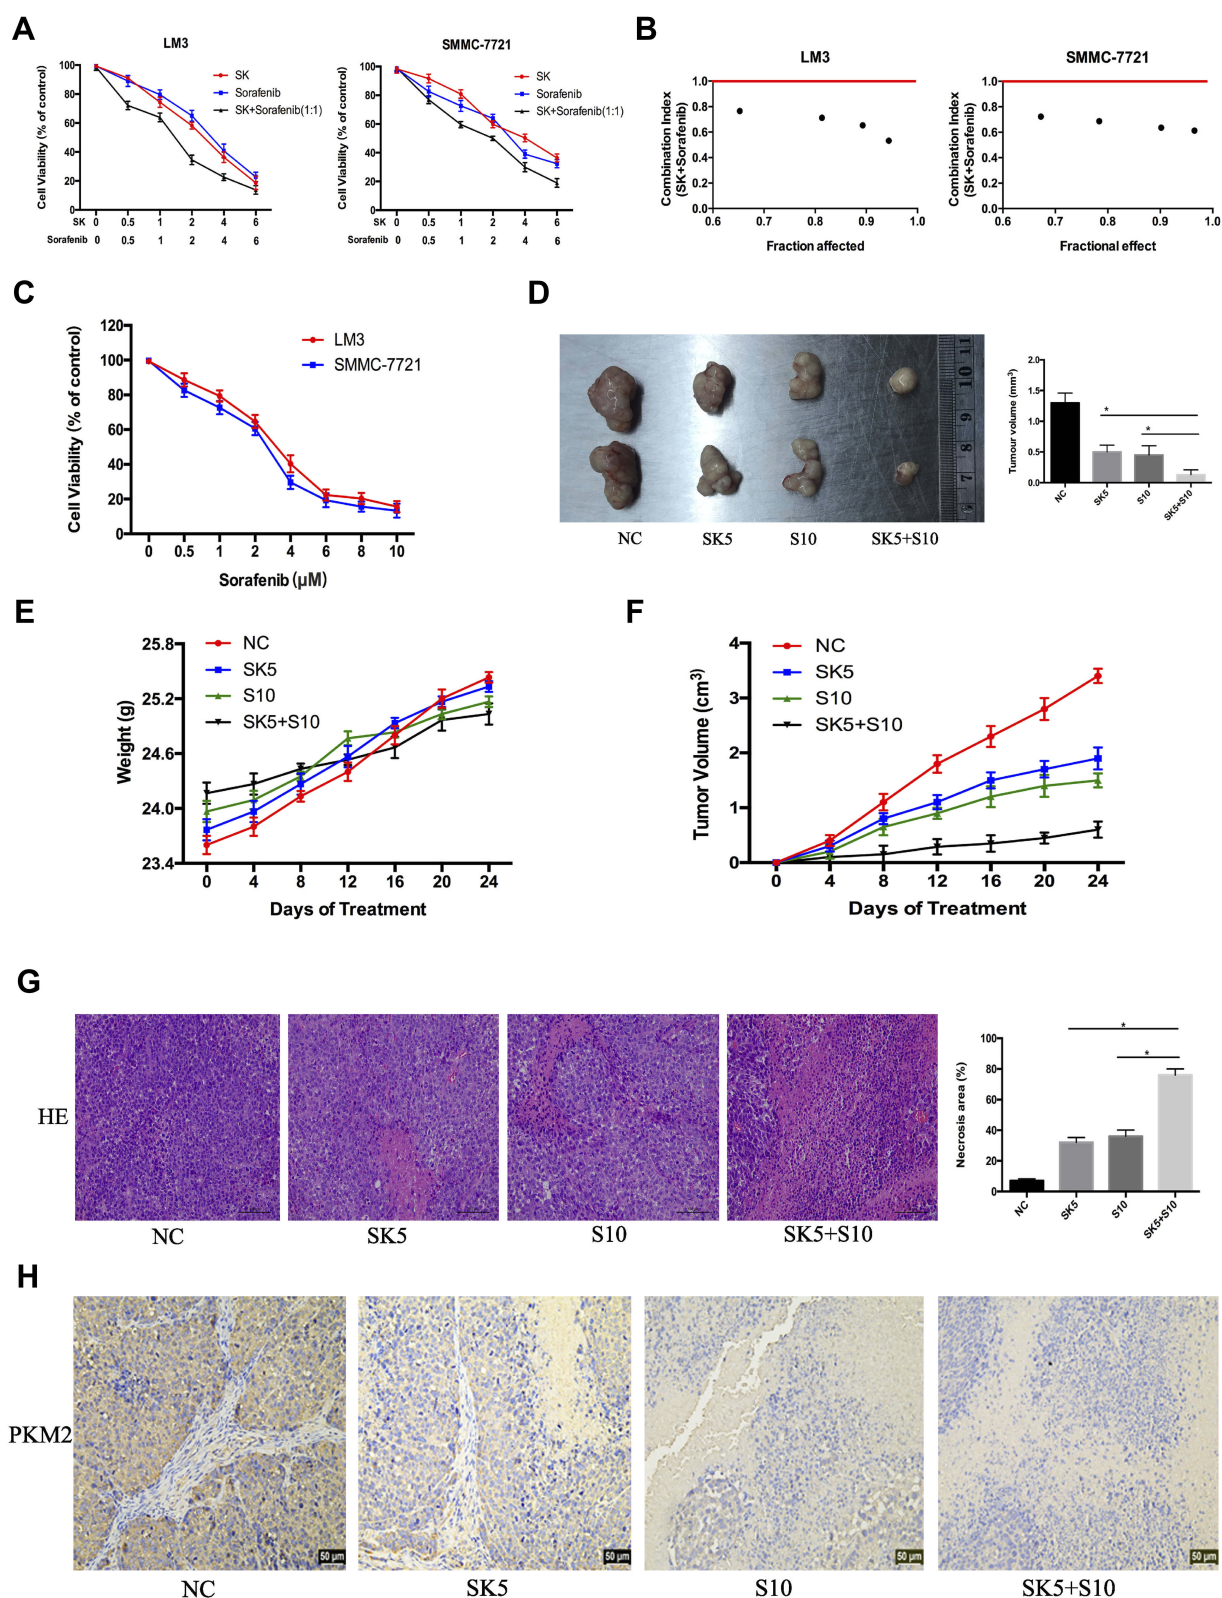 A
LM3
Cell Viability (% of control)
100
80
60
40
20
0
SK
Sorafenib
SK+Sorafenib(1:1)
SK 0 0.5 1 2 4 6
Sorafenib 0 0.5 1 2 4 6
SMMC-7721
Cell Viability (% of control)
100
80
60
40
20
0
SK
Sorafenib
SK+Sorafenib(1:1)
0 0.5 1 2 4 6
0 0.5 1 2 4 6
B
LM3
Combination Index
(SK+Sorafenib)
1.0
0.8
0.6
0.4
0.2
0.0
0.6 0.7 0.8 0.9 1.0
Fraction affected
SMMC-7721
Combination Index
(SK+Sorafenib)
1.0
0.8
0.6
0.4
0.2
0.0
0.6 0.7 0.8 0.9 1.0
Fractional effect
C
Cell Viability (% of control)
120
100
80
60
40
20
0
LM3
SMMC-7721
0 0.5 1 2 4 6 8 10
Sorafenib (μM)
D
11
10
9
8
7
NC SK5 S10 SK5+S10
Tumour volume (mm³)
2.0
1.5
1.0
0.5
0.0
*
*
NC SK5 S10 SK5+S10
E
Weight (g)
25.8
25.2
24.6
24.0
23.4
NC
SK5
S10
SK5+S10
0 4 8 12 16 20 24
Days of Treatment
F
Tumor Volume (cm³)
4
3
2
1
0
NC
SK5
S10
SK5+S10
0 4 8 12 16 20 24
Days of Treatment
G
HE
NC SK5 S10 SK5+S10
Necrosis area (%)
100
80
60
40
20
0
*
*
NC SK5 S10 SK5+S10
H
PKM2
50 μm
50 μm
50 μm
50 μm
NC SK5 S10 SK5+S10